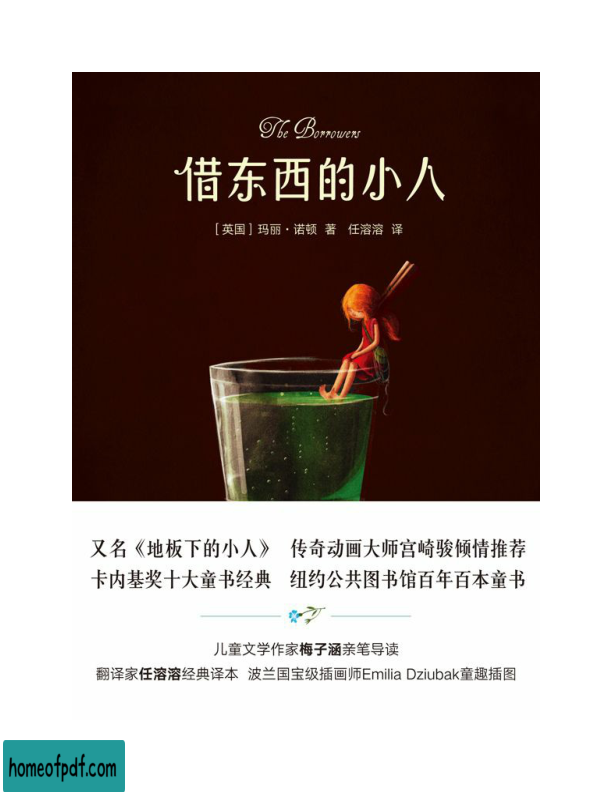 The Borrowers
借东西的小人
[英国] 玛丽·诺顿 著 任溶溶 译
又名《地板下的小人》 传奇动画大师宫崎骏倾情推荐
卡内基奖十大童书经典 纽约公共图书馆百年百本童书
儿童文学作家梅子涵亲笔导读
翻译家任溶溶经典译本 波兰国宝级插画师Emilia Dziubak童趣插图
homeofpdf.com